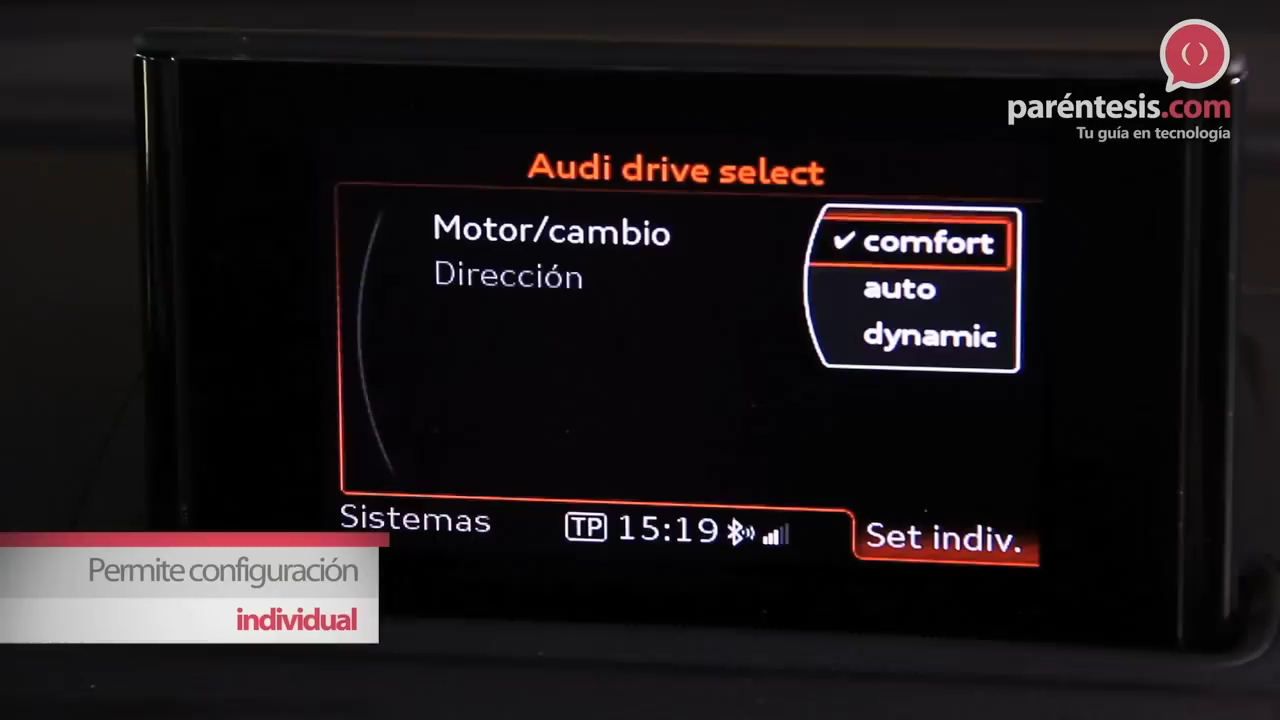 paréntesis.com
Tu guía en tecnología
Audi drive select
Motor/cambio
Dirección
✔ comfort
auto
dynamic
Sistemas
TP 15:19
Set indiv.
Permite configuración
individual